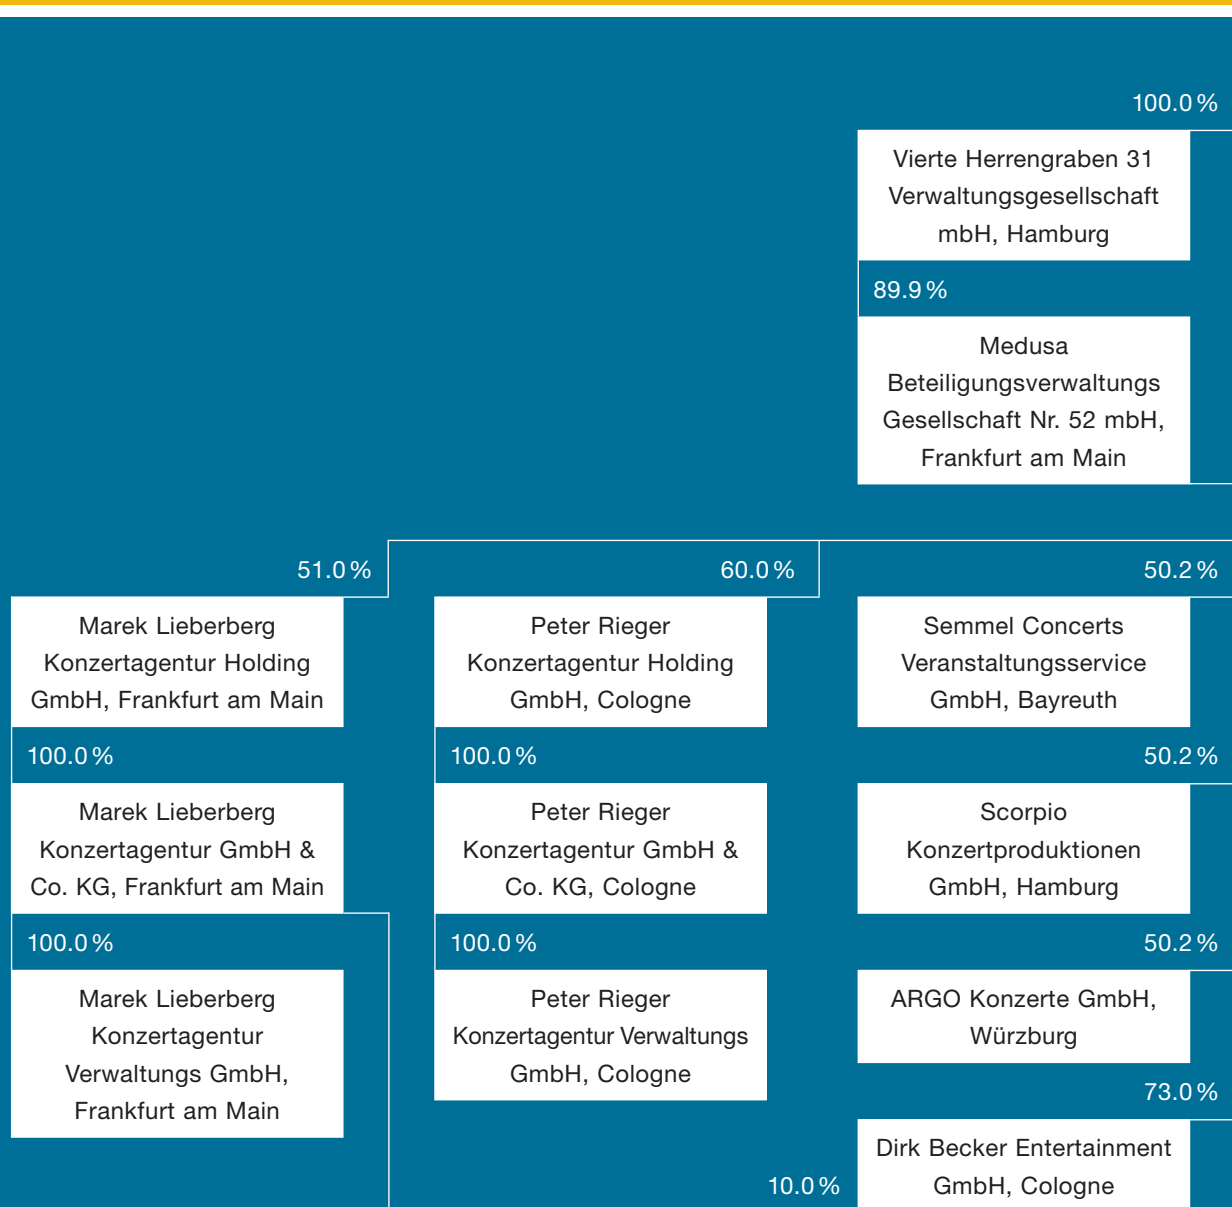 100.0 %
Vierte Herrengraben 31
Verwaltungsgesellschaft
mbH, Hamburg
89.9 %
Medusa
Beteiligungsverwaltungs
Gesellschaft Nr. 52 mbH,
Frankfurt am Main
51.0 %
Marek Lieberberg
Konzertagentur Holding
GmbH, Frankfurt am Main
100.0 %
Marek Lieberberg
Konzertagentur GmbH &
Co. KG, Frankfurt am Main
100.0 %
Marek Lieberberg
Konzertagentur
Verwaltungs GmbH,
Frankfurt am Main
60.0 %
Peter Rieger
Konzertagentur Holding
GmbH, Cologne
100.0 %
Peter Rieger
Konzertagentur GmbH &
Co. KG, Cologne
100.0 %
Peter Rieger
Konzertagentur Verwaltungs
GmbH, Cologne
50.2 %
Semmel Concerts
Veranstaltungsservice
GmbH, Bayreuth
50.2 %
Scorpio
Konzertproduktionen
GmbH, Hamburg
50.2 %
ARGO Konzerte GmbH,
Würzburg
73.0 %
Dirk Becker Entertainment
GmbH, Cologne
10.0 %